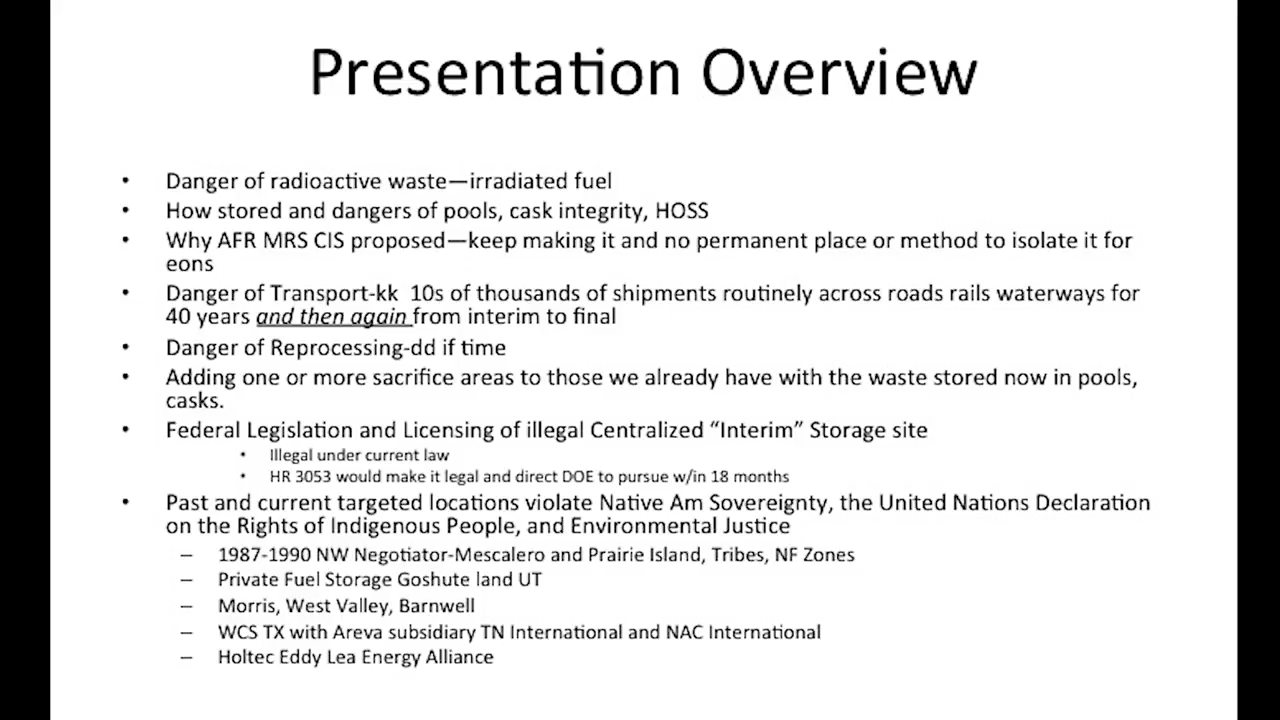 Presentation Overview
• Danger of radioactive waste—irradiated fuel
• How stored and dangers of pools, cask integrity, HOSS
• Why AFR MRS CIS proposed—keep making it and no permanent place or method to isolate it for
eons
• Danger of Transport-kk 10s of thousands of shipments routinely across roads rails waterways for
40 years and then again from interim to final
• Danger of Reprocessing-dd if time
• Adding one or more sacrifice areas to those we already have with the waste stored now in pools,
casks.
• Federal Legislation and Licensing of illegal Centralized “Interim” Storage site
• Illegal under current law
• HR 3053 would make it legal and direct DOE to pursue w/in 18 months
• Past and current targeted locations violate Native Am Sovereignty, the United Nations Declaration
on the Rights of Indigenous People, and Environmental Justice
– 1987-1990 NW Negotiator-Mescalero and Prairie Island, Tribes, NF Zones
– Private Fuel Storage Goshute land UT
– Morris, West Valley, Barnwell
– WCS TX with Areva subsidiary TN International and NAC International
– Holtec Eddy Lea Energy Alliance